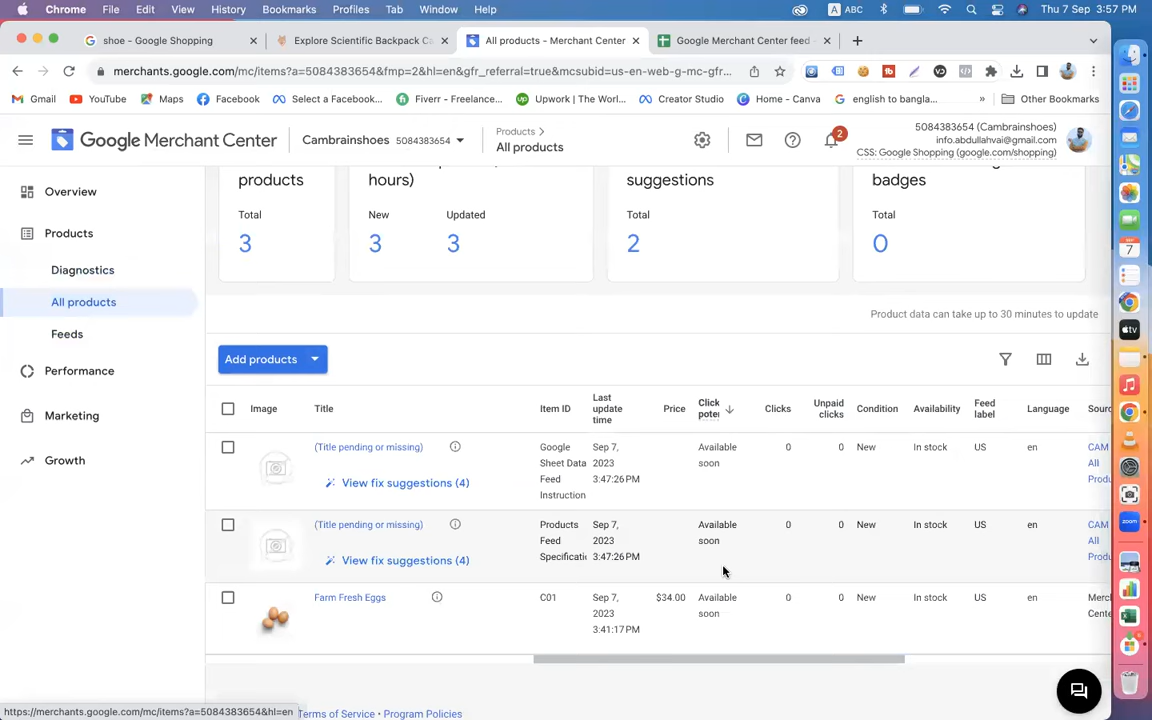 Chrome File Edit View History Bookmarks Profiles Tab Window Help A ABC Thu 7 Sep 3:57 PM
shoe - Google Shopping
Explore Scientific Backpack Ca
All products - Merchant Center
Google Merchant Center feed -
merchants.google.com/mc/items?a=5084383654&fmp=2&hl=en&gfr_referral=true&mcsubid=us-en-web-g-mc-gfr...
Gmail YouTube Maps Facebook Select a Facebook... Fiverr - Freelance... Upwork | The Worl... Creator Studio Home - Canva english to bangla... » Other Bookmarks
Google Merchant Center Cambrainshoes 5084383654
Products
All products
2
5084383654 (Cambrainshoes)
info.abdullahvai@gmail.com
CSS: Google Shopping (google.com/shopping)
Overview
Products
Diagnostics
All products
Feeds
Performance
Marketing
Growth
products
Total
3
hours)
New Updated
3 3
suggestions
Total
2
badges
Total
0
Product data can take up to 30 minutes to update
Add products
Image Title Item ID Last update time Price Click Clicks Unpaid clicks Condition Availability Feed label Language
(Title pending or missing)
View fix suggestions (4)
Google Sheet Data Feed Instruction
Sep 7, 2023 3:47:26 PM
Available soon
0 0 New In stock US en
CAM All Produ
(Title pending or missing)
View fix suggestions (4)
Products Feed
Sep 7, 2023 3:47:26 PM
Available soon
0 0 New In stock US en
CAM All
Farm Fresh Eggs
C01
Sep 7, 2023 3:41:17 PM
$34.00
Available soon
0 0 New In stock US en
Merc Cente
https://merchants.google.com/mc/items?a=5084383654&hl=en
Terms of Service • Program Policies